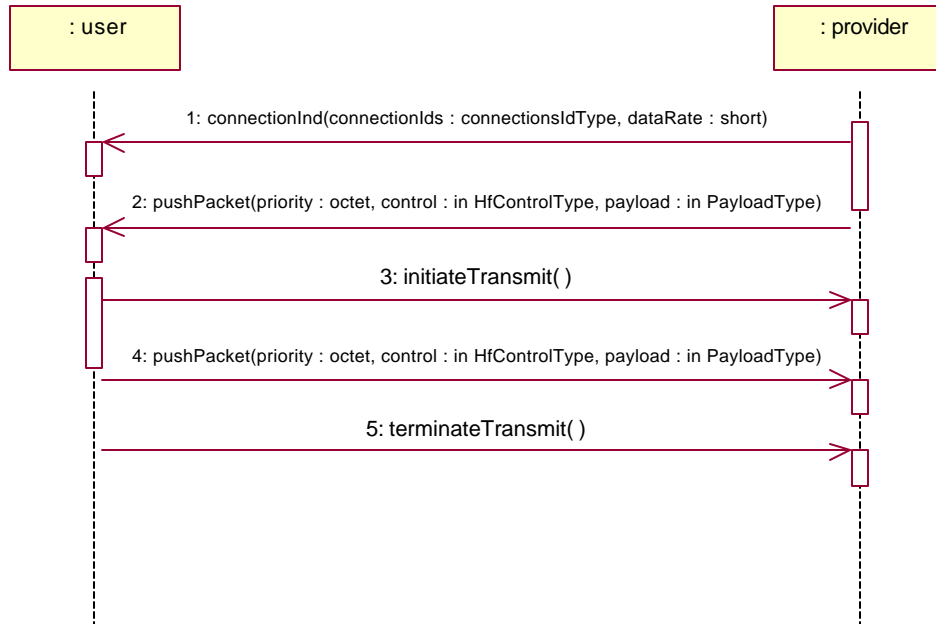 : user
: provider
1: connectionInd(connectionIds : connectionsIdType, dataRate : short)
2: pushPacket(priority : octet, control : in HfControlType, payload : in PayloadType)
3: initiateTransmit( )
4: pushPacket(priority : octet, control : in HfControlType, payload : in PayloadType)
5: terminateTransmit( )